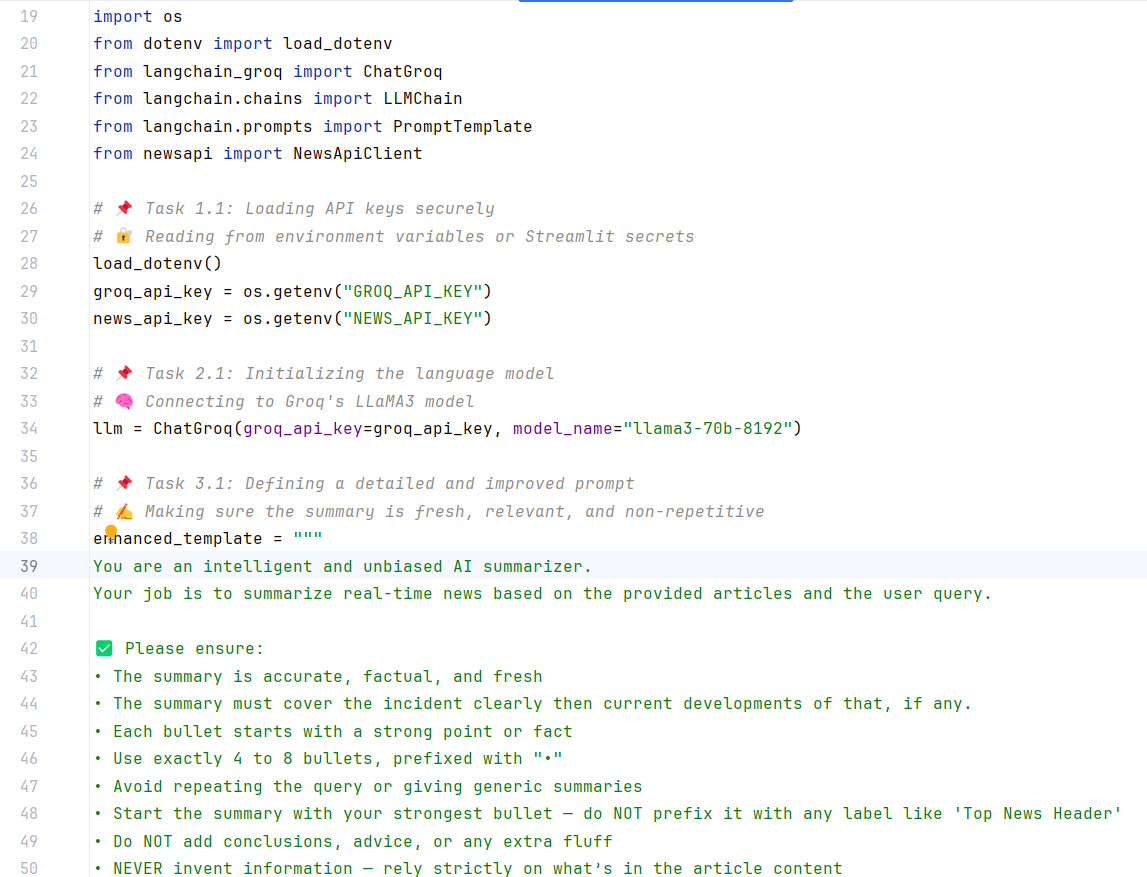 19 import os
20 from dotenv import load_dotenv
21 from langchain_groq import ChatGroq
22 from langchain.chains import LLMChain
23 from langchain.prompts import PromptTemplate
24 from newsapi import NewsApiClient
25
26 # 📌 Task 1.1: Loading API keys securely
27 # 🔐 Reading from environment variables or Streamlit secrets
28 load_dotenv()
29 groq_api_key = os.getenv("GROQ_API_KEY")
30 news_api_key = os.getenv("NEWS_API_KEY")
31
32 # 📌 Task 2.1: Initializing the language model
33 # 🧠 Connecting to Groq's LLaMA3 model
34 llm = ChatGroq(groq_api_key=groq_api_key, model_name="llama3-70b-8192")
35
36 # 📌 Task 3.1: Defining a detailed and improved prompt
37 # ✍️ Making sure the summary is fresh, relevant, and non-repetitive
38 enhanced_template = """
39 You are an intelligent and unbiased AI summarizer.
40 Your job is to summarize real-time news based on the provided articles and the user query.
41
42 ✅ Please ensure:
43 • The summary is accurate, factual, and fresh
44 • The summary must cover the incident clearly then current developments of that, if any.
45 • Each bullet starts with a strong point or fact
46 • Use exactly 4 to 8 bullets, prefixed with "•"
47 • Avoid repeating the query or giving generic summaries
48 • Start the summary with your strongest bullet — do NOT prefix it with any label like 'Top News Header'
49 • Do NOT add conclusions, advice, or any extra fluff
50 • NEVER invent information — rely strictly on what's in the article content